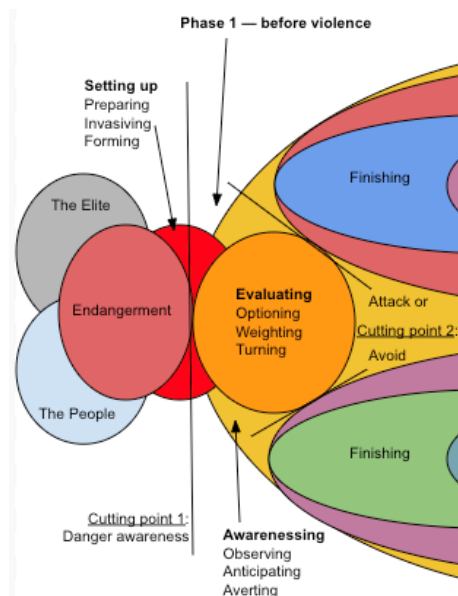 Phase 1 — before violence
Setting up
Preparing
Invasiving
Forming
The Elite
Finishing
Endangerment
Evaluating
Optioning
Weighting
Turning
Attack or
Cutting point 2:
Avoid
The People
Finishing
Cutting point 1:
Danger awareness
Awarenessing
Observing
Anticipating
Averting